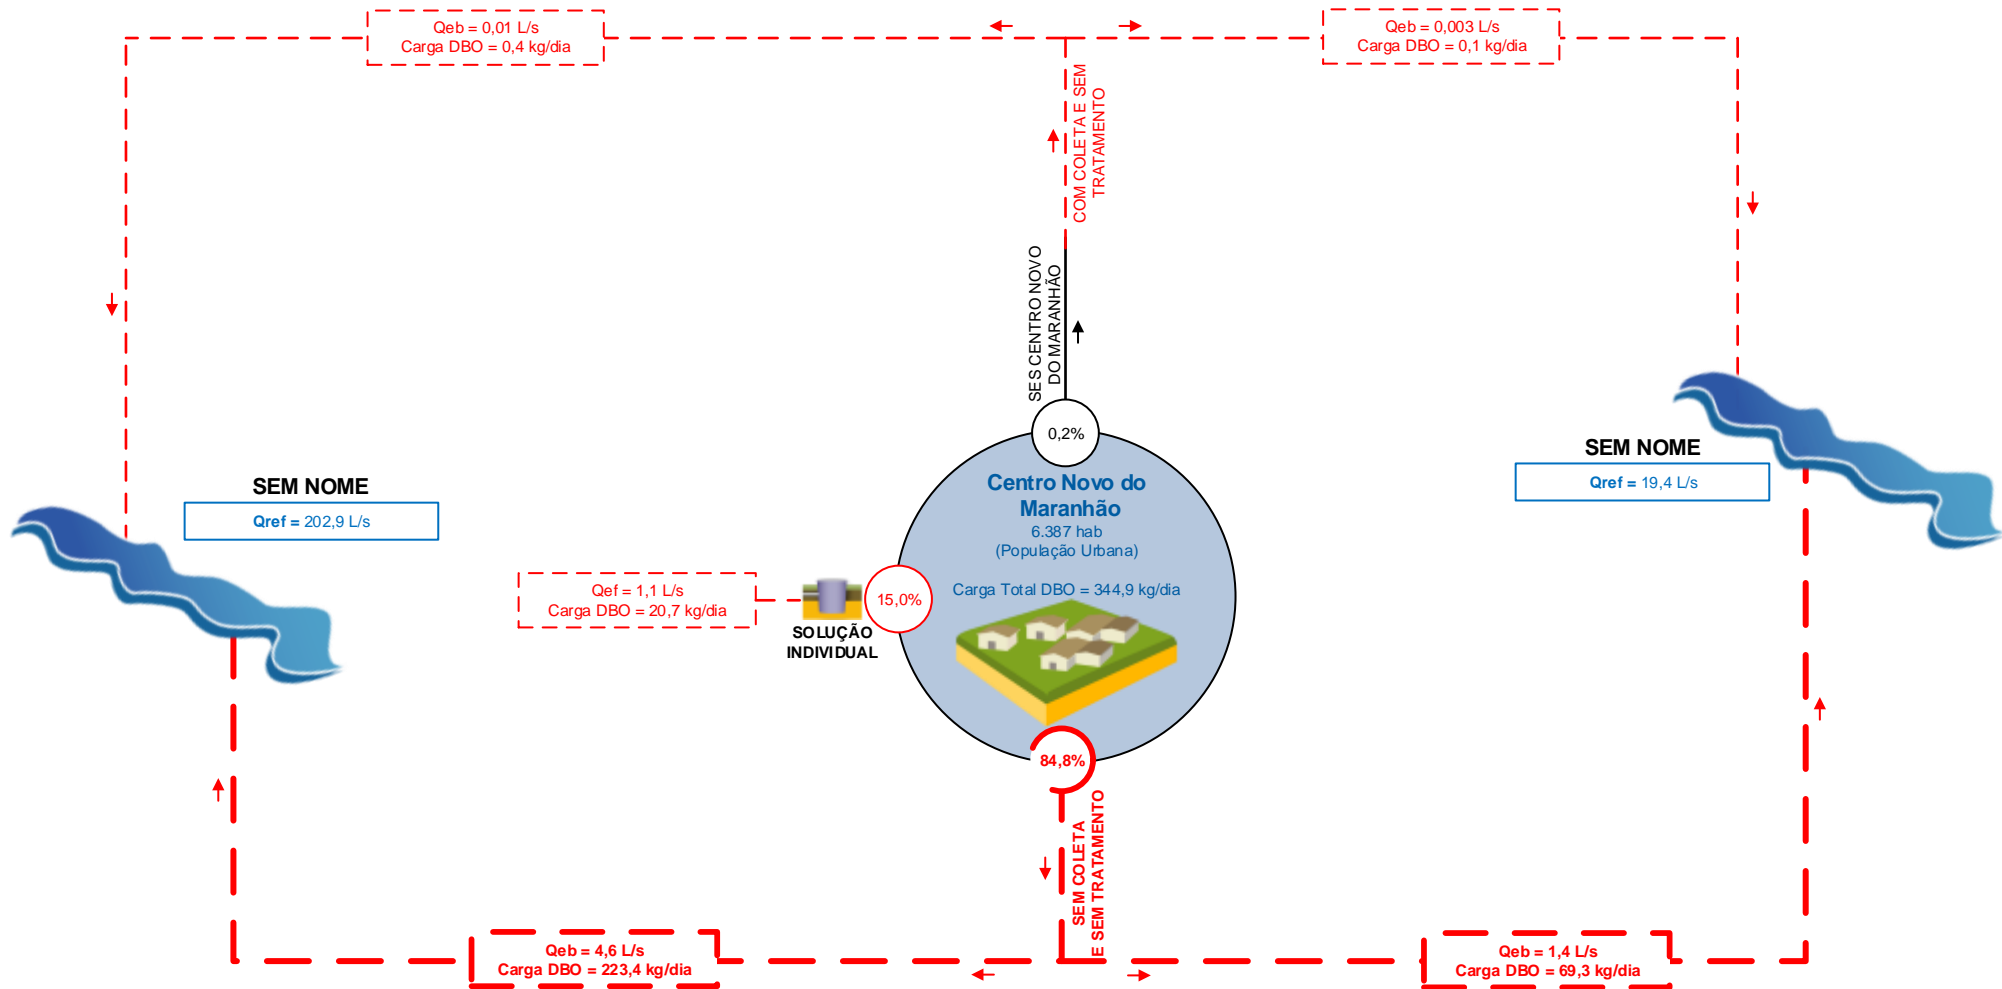 Qeb = 0,01 L/s
Carga DBO = 0,4 kg/dia
Qeb = 0,003 L/s
Carga DBO = 0,1 kg/dia
COM COLETA E SEM
TRATAMENTO
SES CENTRO NOVO
DO MARANHÃO
0,2%
SEM NOME
Qref = 202,9 L/s
SEM NOME
Qref = 19,4 L/s
Centro Novo do
Maranhão
6.387 hab
(População Urbana)
Carga Total DBO = 344,9 kg/dia
Qef = 1,1 L/s
Carga DBO = 20,7 kg/dia
SOLUÇÃO
INDIVIDUAL
15,0%
84,8%
SEM COLETA
E SEM TRATAMENTO
Qeb = 4,6 L/s
Carga DBO = 223,4 kg/dia
Qeb = 1,4 L/s
Carga DBO = 69,3 kg/dia